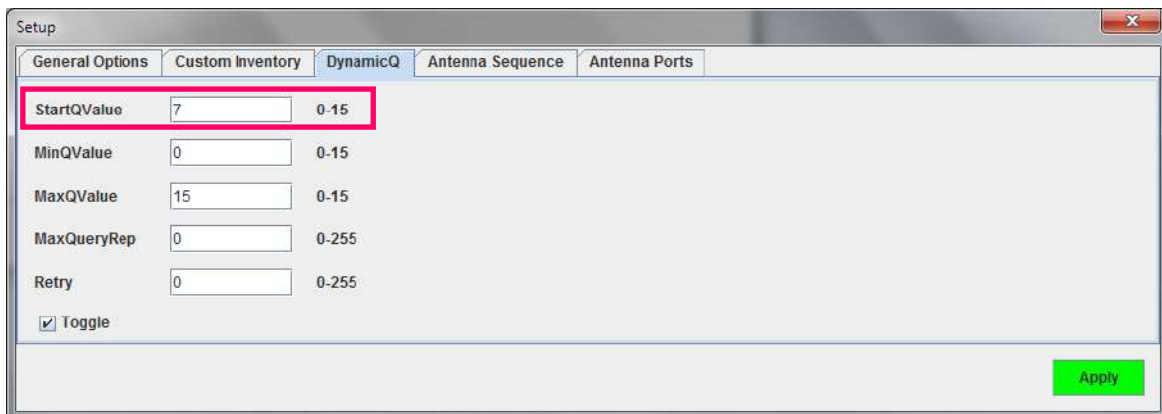 Setup
General Options Custom Inventory DynamicQ Antenna Sequence Antenna Ports
StartQValue 7 0-15
MinQValue 0 0-15
MaxQValue 15 0-15
MaxQueryRep 0 0-255
Retry 0 0-255
Toggle
Apply